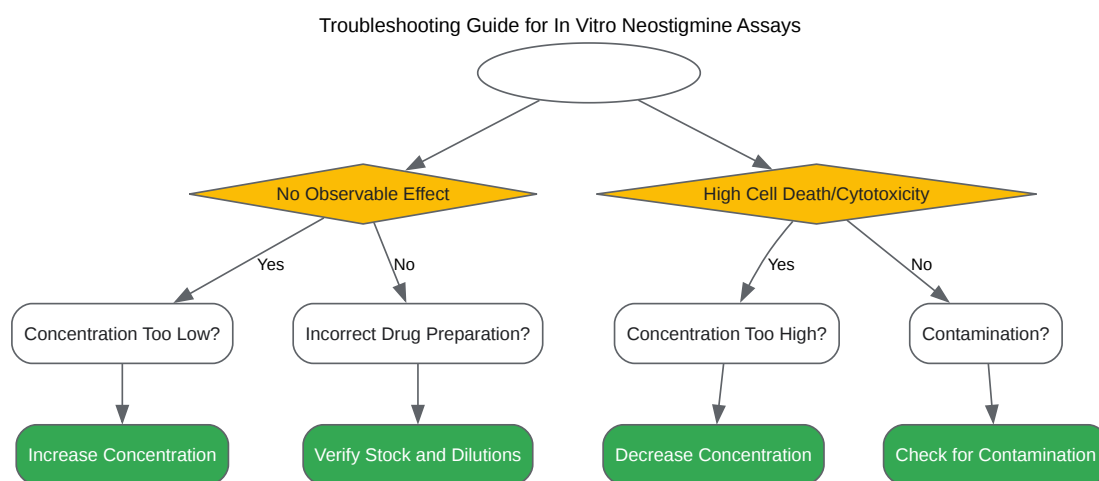 Troubleshooting Guide for In Vitro Neostigmine Assays
No Observable Effect
High Cell Death/Cytotoxicity
Yes
No
Yes
No
Concentration Too Low?
Incorrect Drug Preparation?
Concentration Too High?
Contamination?
Increase Concentration
Verify Stock and Dilutions
Decrease Concentration
Check for Contamination